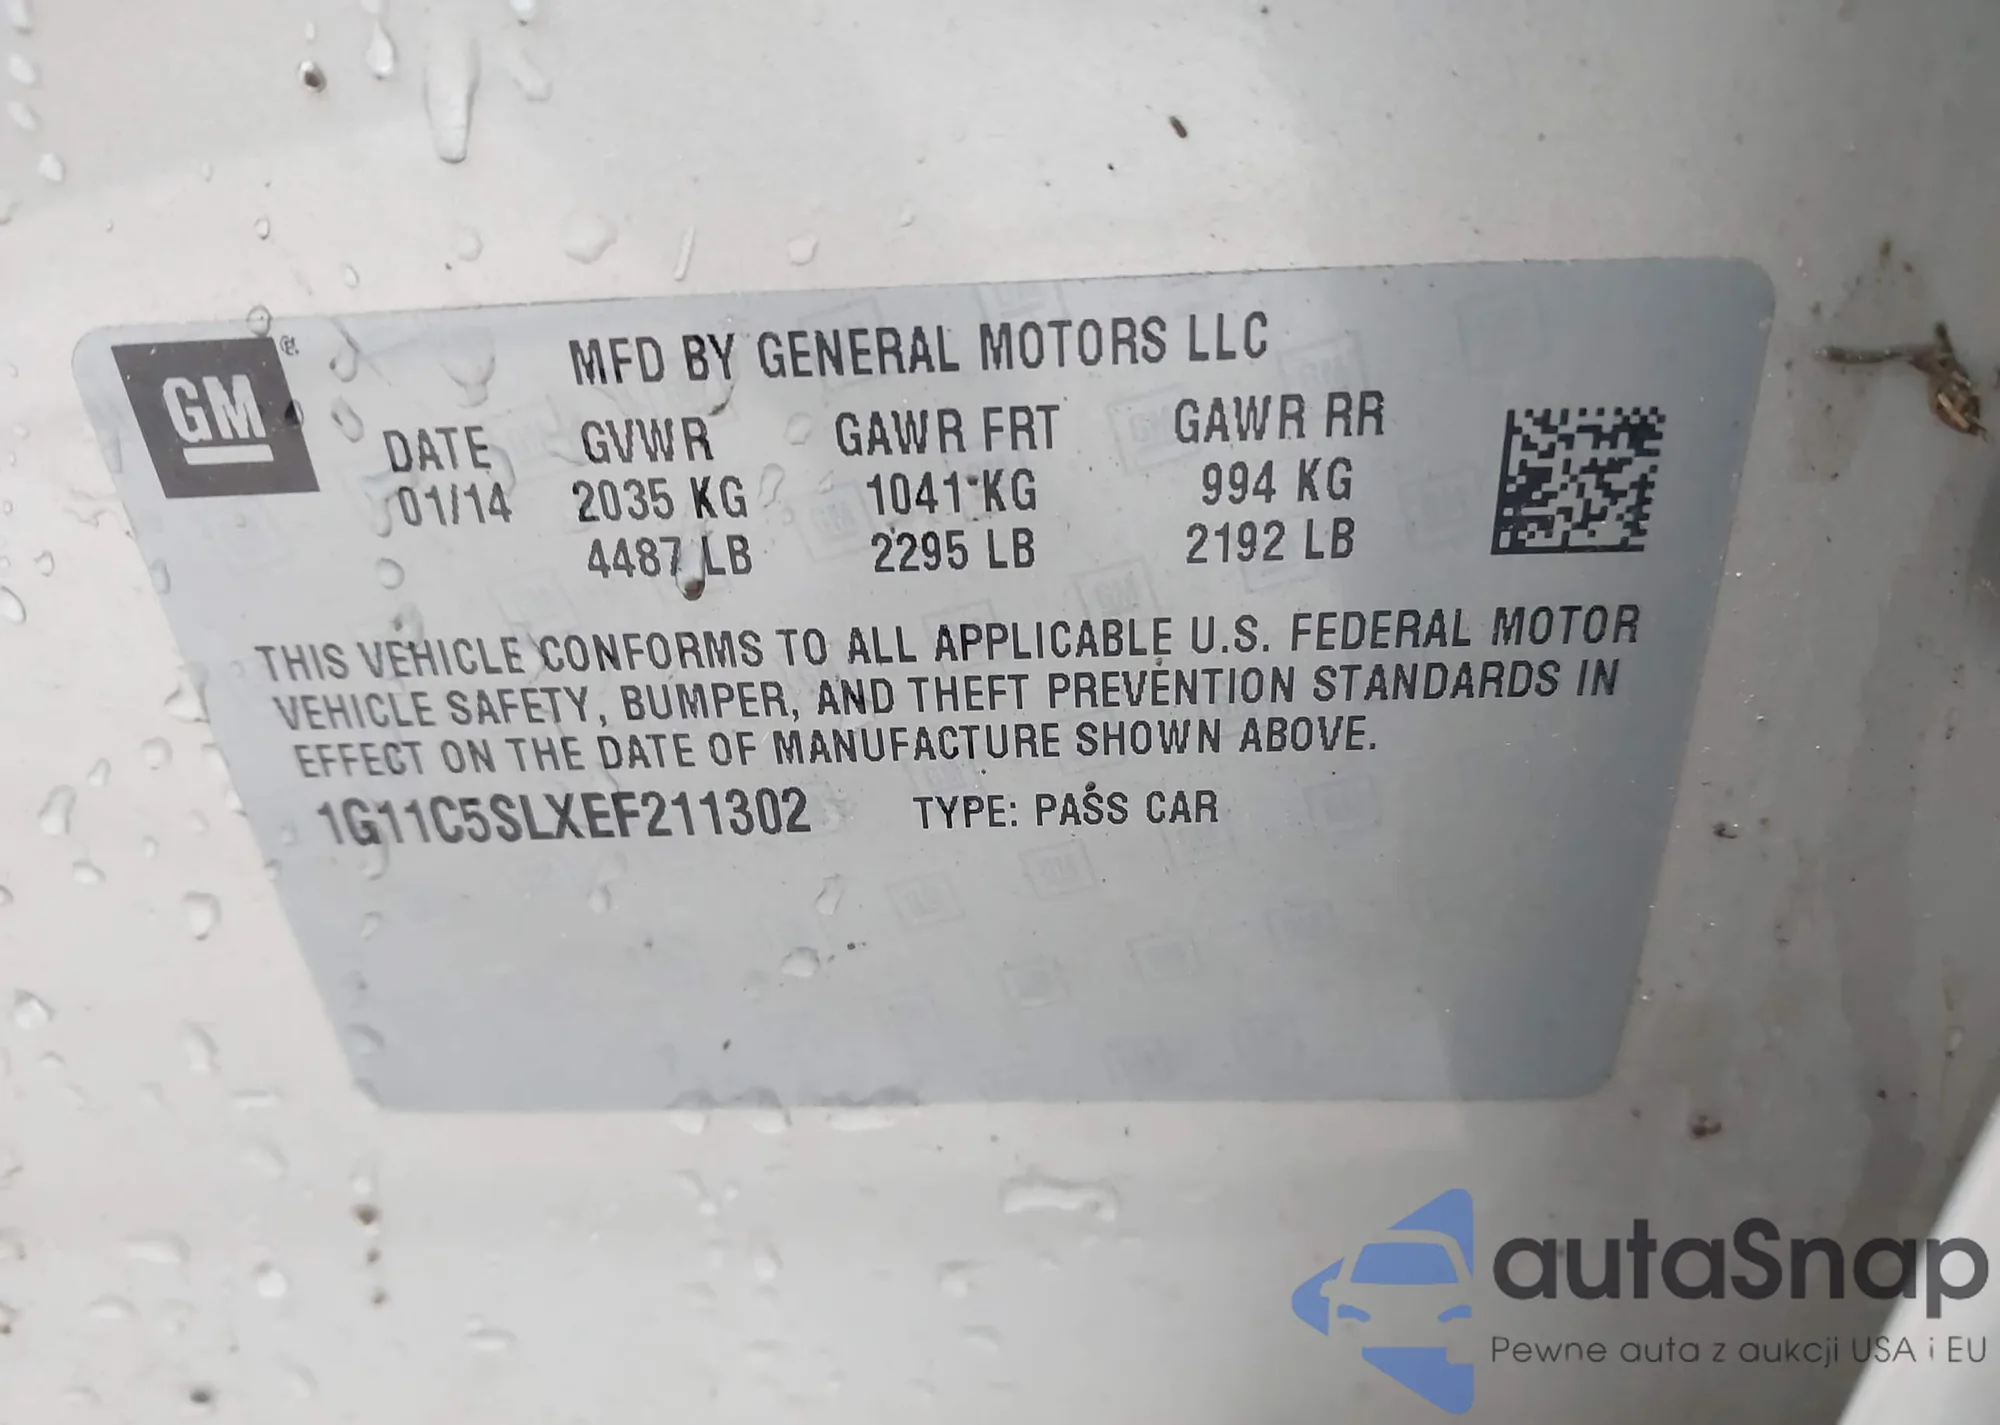 GM
MFD BY GENERAL MOTORS LLC
DATE GVWR GAWR FRT GAWR RR
01/14 2035 KG 1041 KG 994 KG
4487 LB 2295 LB 2192 LB
THIS VEHICLE CONFORMS TO ALL APPLICABLE U.S. FEDERAL MOTOR
VEHICLE SAFETY, BUMPER, AND THEFT PREVENTION STANDARDS IN
EFFECT ON THE DATE OF MANUFACTURE SHOWN ABOVE.
1G11C5SLXEF211302 TYPE: PASS CAR
autaSnap
Pewne auta z aukcji USA i EU